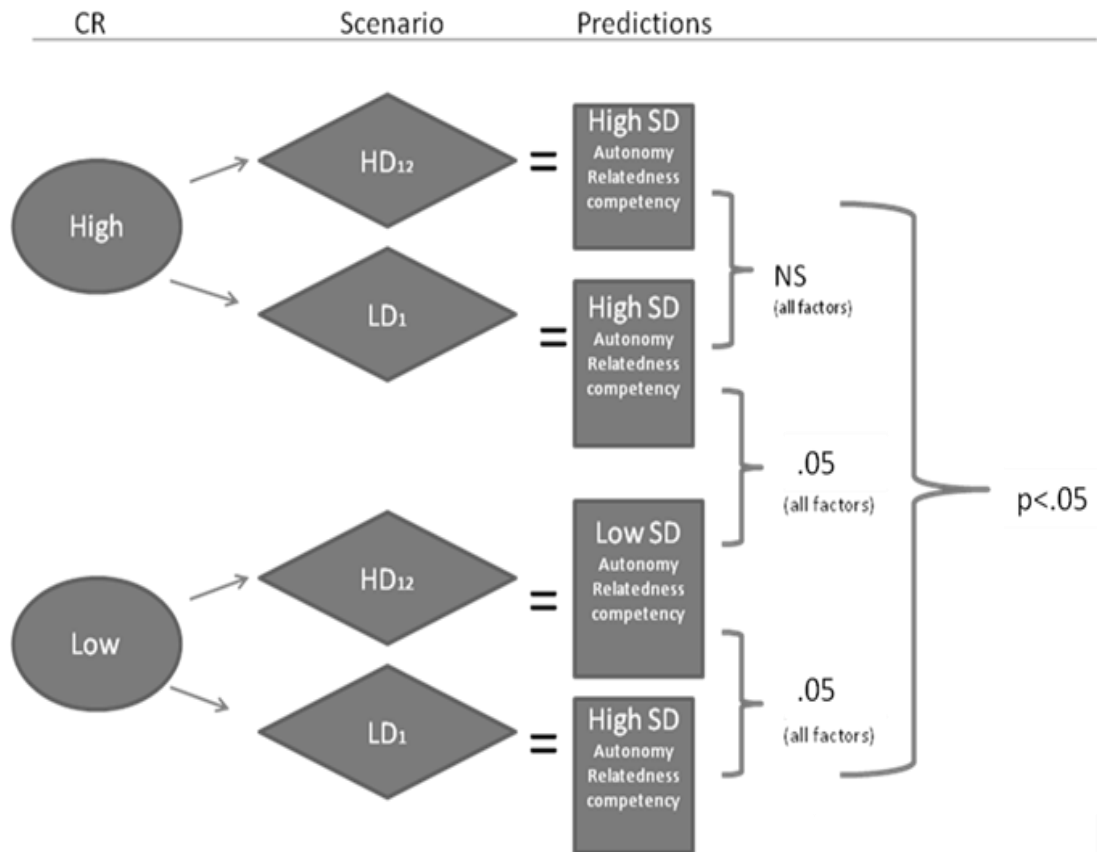 CR Scenario Predictions
HD₁₂
=
High SD
Autonomy
Relatedness
competency
High
LD₁
=
High SD
Autonomy
Relatedness
competency
NS
(all factors)
.05
(all factors)
p<.05
HD₁₂
=
Low SD
Autonomy
Relatedness
competency
Low
LD₁
=
High SD
Autonomy
Relatedness
competency
.05
(all factors)